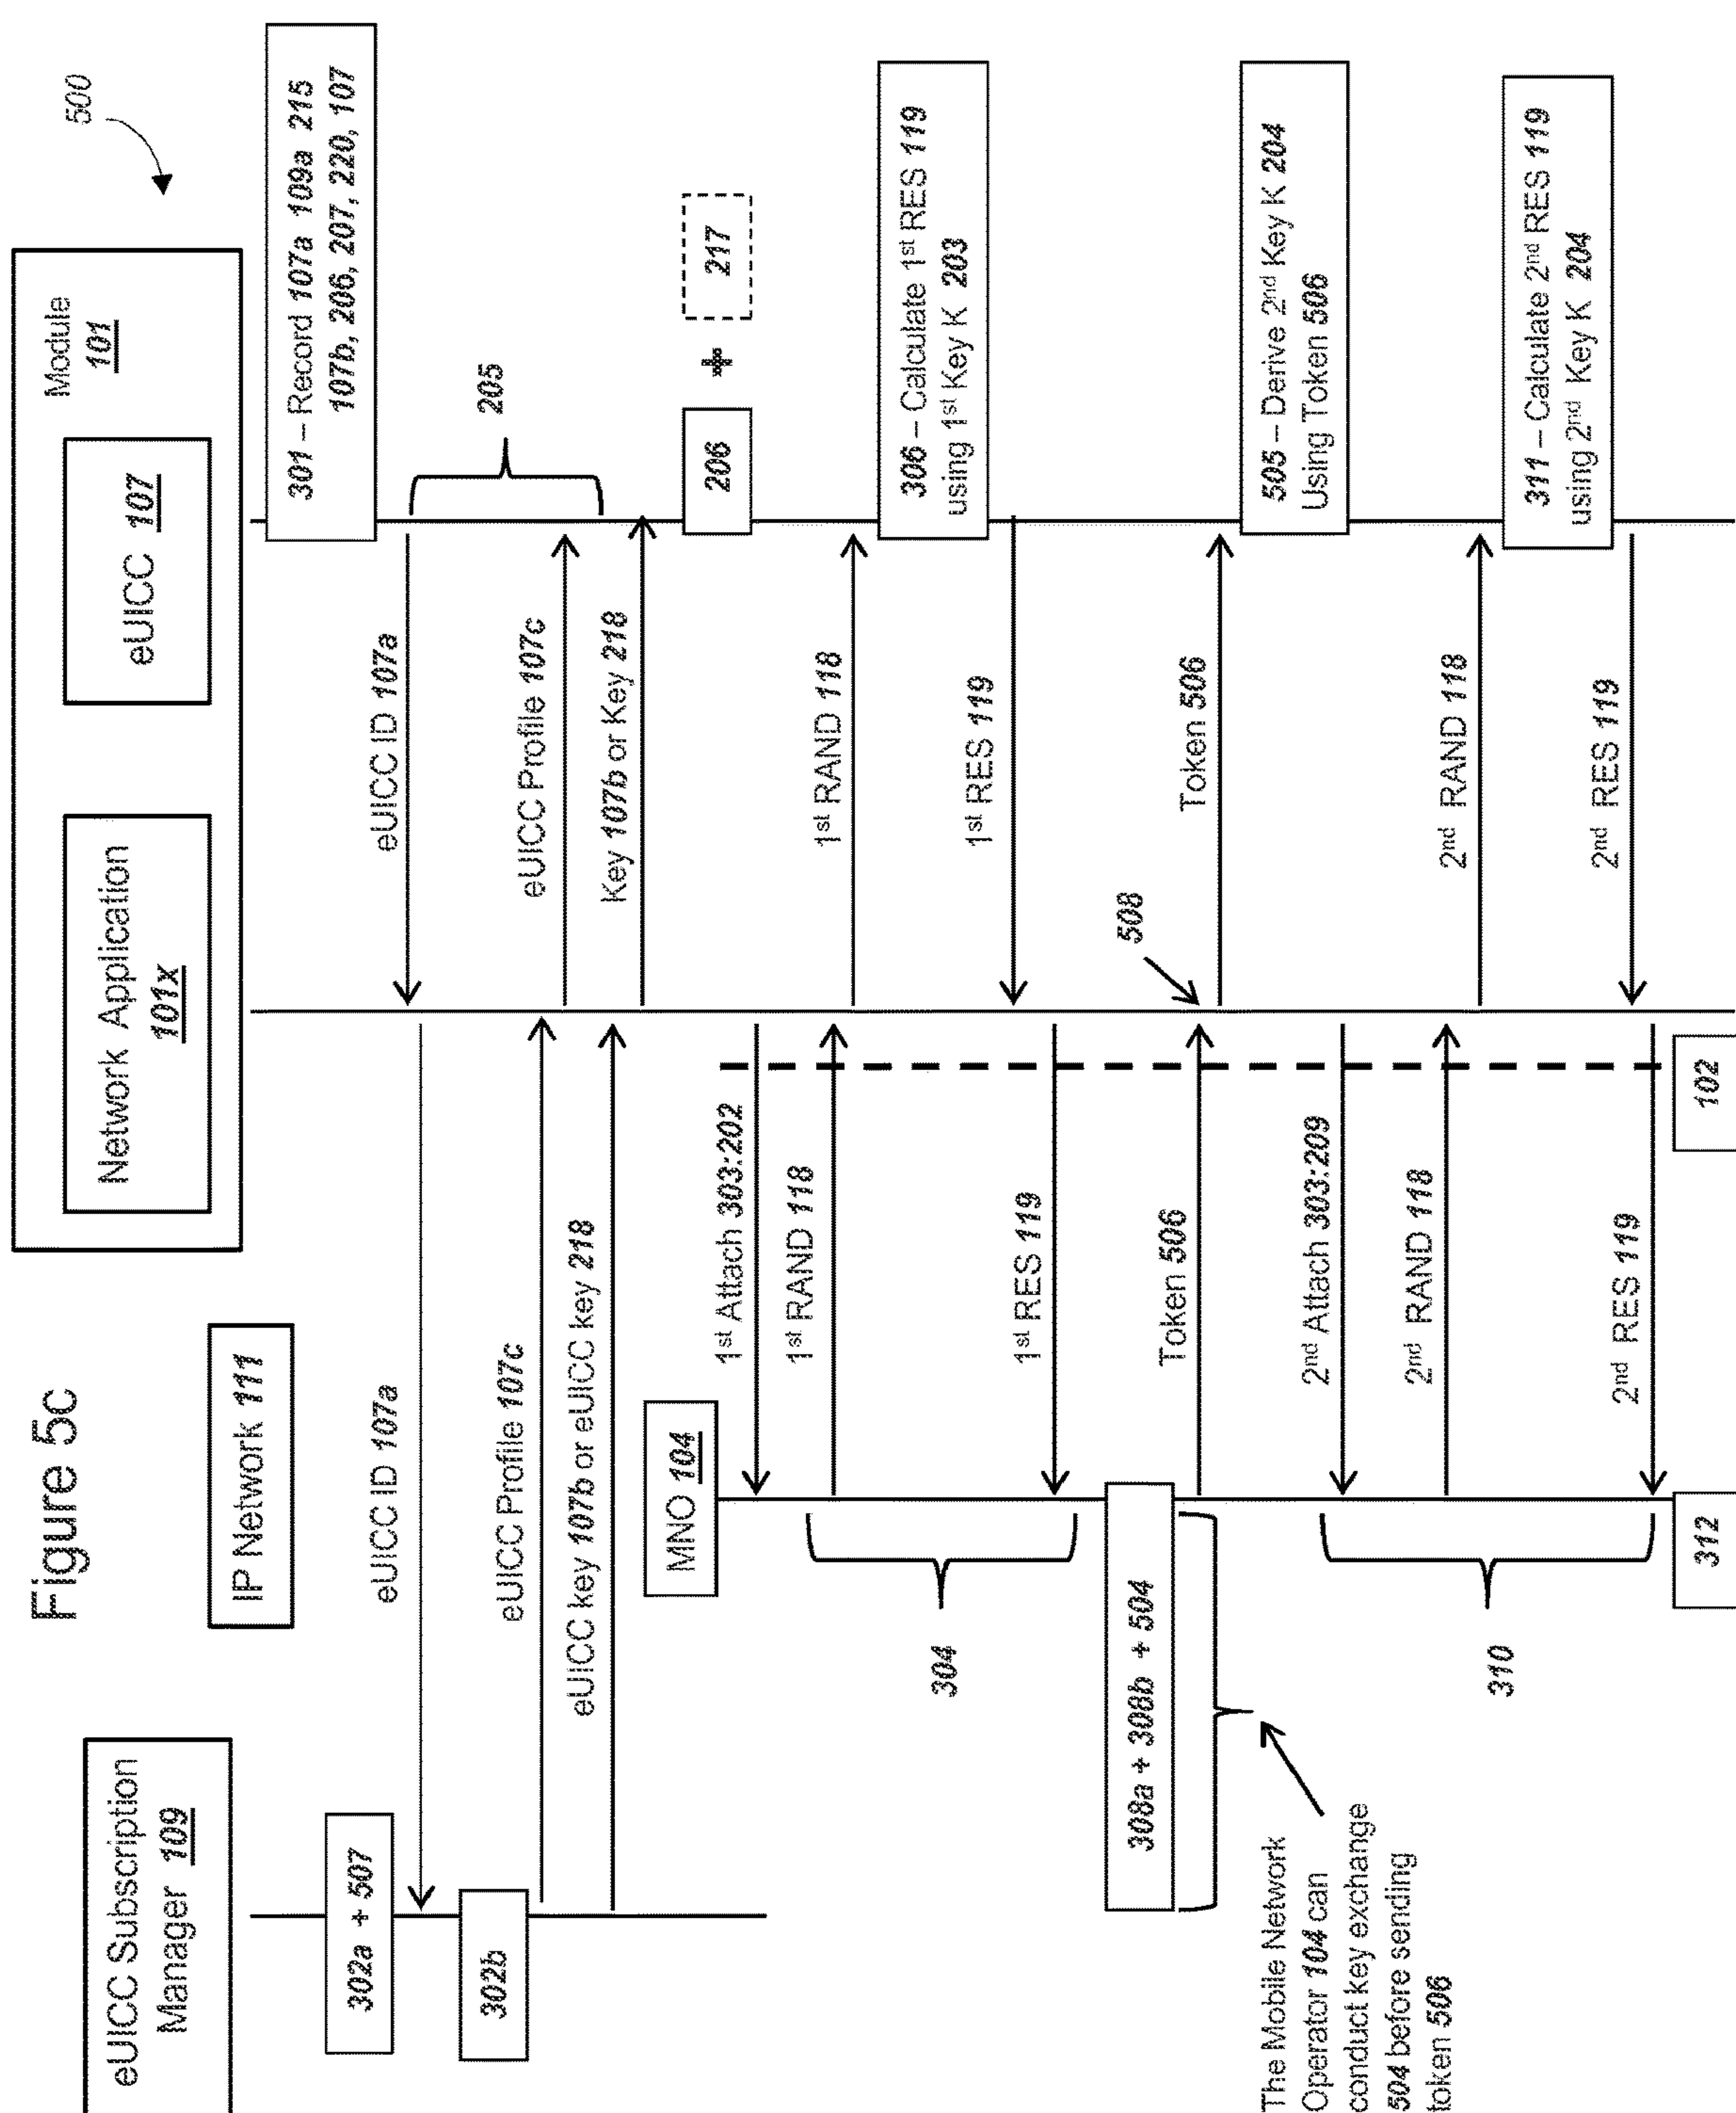 Figure 5c
500
eUICC Subscription
Manager 109
IP Network 111
Module
101
Network Application
101x
eUICC 107
301 – Record 107a 109a 215
107b, 206, 207, 220, 107
302a + 507
eUICC ID 107a
eUICC ID 107a
205
302b
eUICC Profile 107c
eUICC Profile 107c
eUICC key 107b or eUICC key 218
Key 107b or Key 218
MNO 104
206
+
217
1st Attach 303:202
1st RAND 118
1st RAND 118
306 – Calculate 1st RES 119
using 1st Key K 203
304
1st RES 119
1st RES 119
308a + 308b + 504
508
Token 506
Token 506
505 – Derive 2nd Key K 204
Using Token 506
The Mobile Network
Operator 104 can
conduct key exchange
504 before sending
token 506
2nd Attach 303:209
2nd RAND 118
2nd RAND 118
310
311 – Calculate 2nd RES 119
using 2nd Key K 204
2nd RES 119
2nd RES 119
312
102